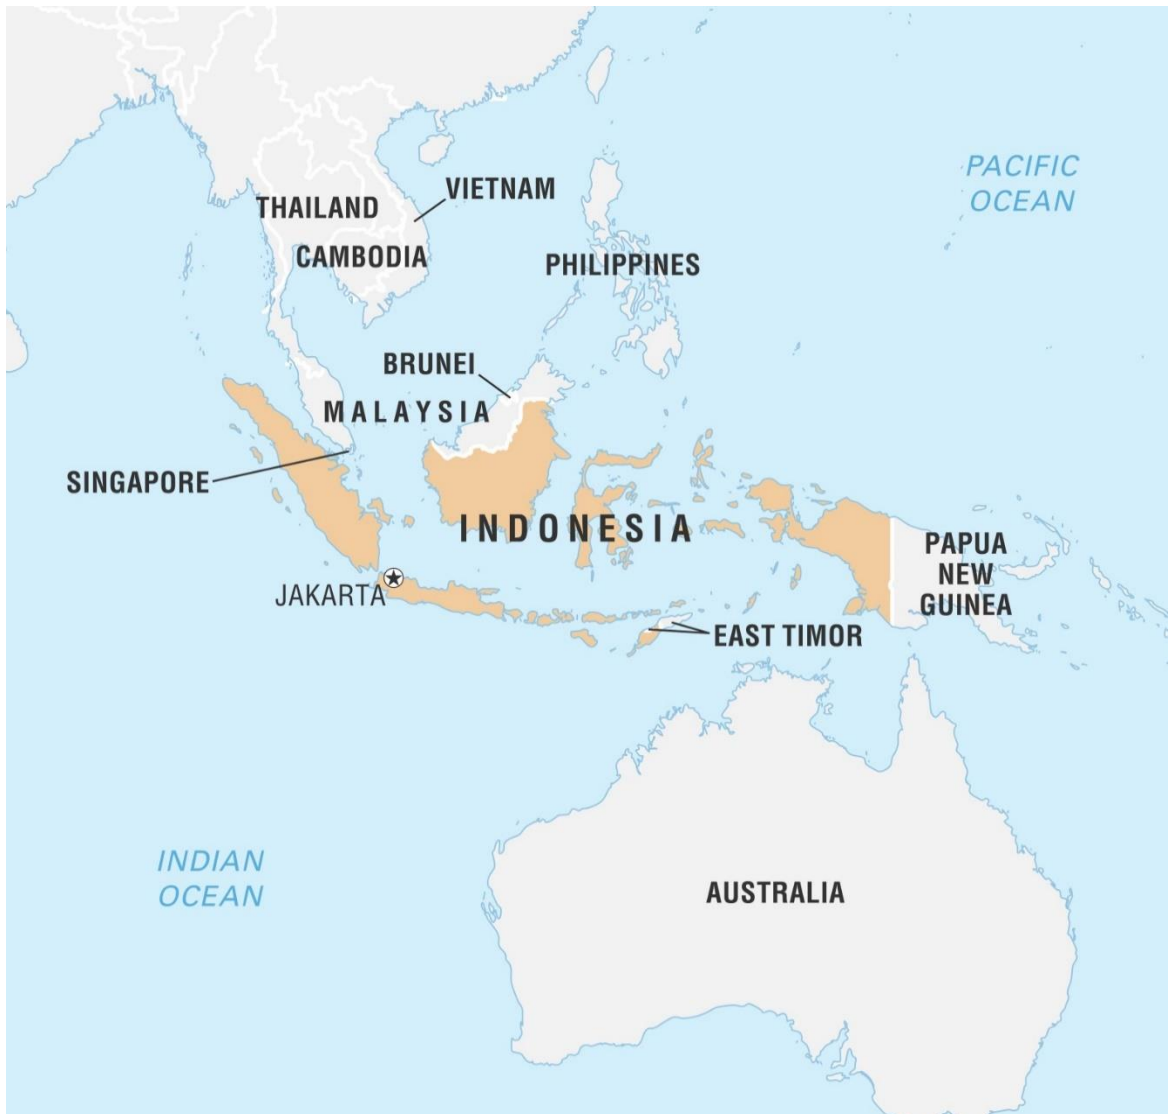 PACIFIC
OCEAN
VIETNAM
THAILAND
CAMBODIA
PHILIPPINES
BRUNEI
MALAYSIA
SINGAPORE
INDONESIA
PAPUA
NEW
GUINEA
JAKARTA
EAST TIMOR
INDIAN
OCEAN
AUSTRALIA